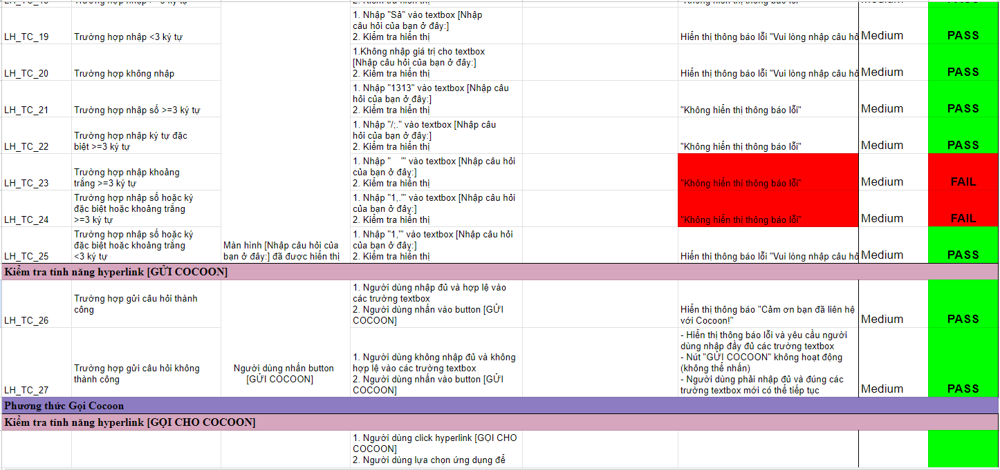 LH_TC_19
Trường hợp nhập <3 ký tự
1. Nhập "Sả" vào textbox [Nhập
câu hỏi của bạn ở đây:]
2. Kiểm tra hiển thị
Hiển thị thông báo lỗi "Vui lòng nhập câu hỏ
Medium
PASS
LH_TC_20
Trường hợp không nhập
1.Không nhập giá trị cho textbox
[Nhập câu hỏi của bạn ở đây:]
2. Kiểm tra hiển thị
Hiển thị thông báo lỗi "Vui lòng nhập câu hỏ
Medium
PASS
LH_TC_21
Trường hợp nhập số >=3 ký tự
1. Nhập "1313" vào textbox [Nhập câu
hỏi của bạn ở đây:]
2. Kiểm tra hiển thị
"Không hiển thị thông báo lỗi"
Medium
PASS
LH_TC_22
Trường hợp nhập ký tự đặc
biệt >=3 ký tự
1. Nhập "/;." vào textbox [Nhập câu
hỏi của bạn ở đây:]
2. Kiểm tra hiển thị
"Không hiển thị thông báo lỗi"
Medium
PASS
LH_TC_23
Trường hợp nhập khoảng
trắng >=3 ký tự
1. Nhập "    '" vào textbox [Nhập câu hỏi
của bạn ở đây:]
2. Kiểm tra hiển thị
"Không hiển thị thông báo lỗi"
Medium
FAIL
LH_TC_24
Trường hợp nhập số hoặc ký
đặc biệt hoặc khoảng trắng
>=3 ký tự
1. Nhập "1,.'" vào textbox [Nhập câu hỏi
của bạn ở đây:]
2. Kiểm tra hiển thị
"Không hiển thị thông báo lỗi"
Medium
FAIL
LH_TC_25
Trường hợp nhập số hoặc ký
đặc biệt hoặc khoảng trắng
<3 ký tự
Màn hình [Nhập câu hỏi của
bạn ở đây:] đã được hiển thị
1. Nhập "1,'" vào textbox [Nhập câu hỏi
của bạn ở đây:]
2. Kiểm tra hiển thị
Hiển thị thông báo lỗi "Vui lòng nhập câu hỏ
Medium
PASS
Kiểm tra tính năng hyperlink [GỬI COCOON]
LH_TC_26
Trường hợp gửi câu hỏi thành
công
1. Người dùng nhập đủ và hợp lệ vào
các trường textbox
2. Người dùng nhấn vào button [GỬI
COCOON]
Hiển thị thông báo "Cảm ơn bạn đã liên hệ
với Cocoon!"
Medium
PASS
LH_TC_27
Trường hợp gửi câu hỏi không
thành công
Người dùng nhấn button
[GỬI COCOON]
1. Người dùng không nhập đủ và không
hợp lệ vào các trường textbox
2. Người dùng nhấn vào button [GỬI
COCOON]
- Hiển thị thông báo lỗi và yêu cầu người
dùng nhập đầy đủ các trường textbox
- Nút "GỬI COCOON" không hoạt động
(không thể nhấn)
- Người dùng phải nhập đủ và đúng các
trường textbox mới có thể tiếp tục
Medium
PASS
Phương thức Gọi Cocoon
Kiểm tra tính năng hyperlink [GỌI CHO COCOON]
1. Người dùng click hyperlink [GỌI CHO
COCOON]
2. Người dùng lựa chọn ứng dụng để